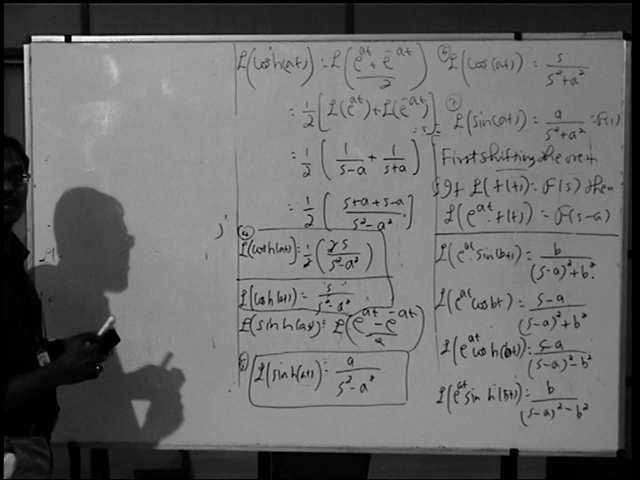 L(cosh(at)) = L(e^at + e^-at / 2)
= 1/2 [L(e^at) + L(e^-at)]
= 1/2 (1/(s-a) + 1/(s+a))
= 1/2 (s+a+s-a / s²-a²)
L(cosh(at)) = 1/2 (2s / s²-a²)
L(cosh(at)) = s / s²-a²
L(sinh(at)) = L(e^at - e^-at / 2)
L(sinh(at)) = a / s²-a²
⑥ L(cos(at)) = s / s²+a²
⑦ L(sin(at)) = a / s²+a² = F(s)
First shifting theorem
If L(f(t)) = F(s) then
L(e^at f(t)) = F(s-a)
L(e^at sin(bt)) = b / (s-a)²+b²
L(e^at cosbt) = s-a / (s-a)²+b²
L(e^at cosh(bt)) = s-a / (s-a)²-b²
L(e^at sinh(bt)) = b / (s-a)²-b²